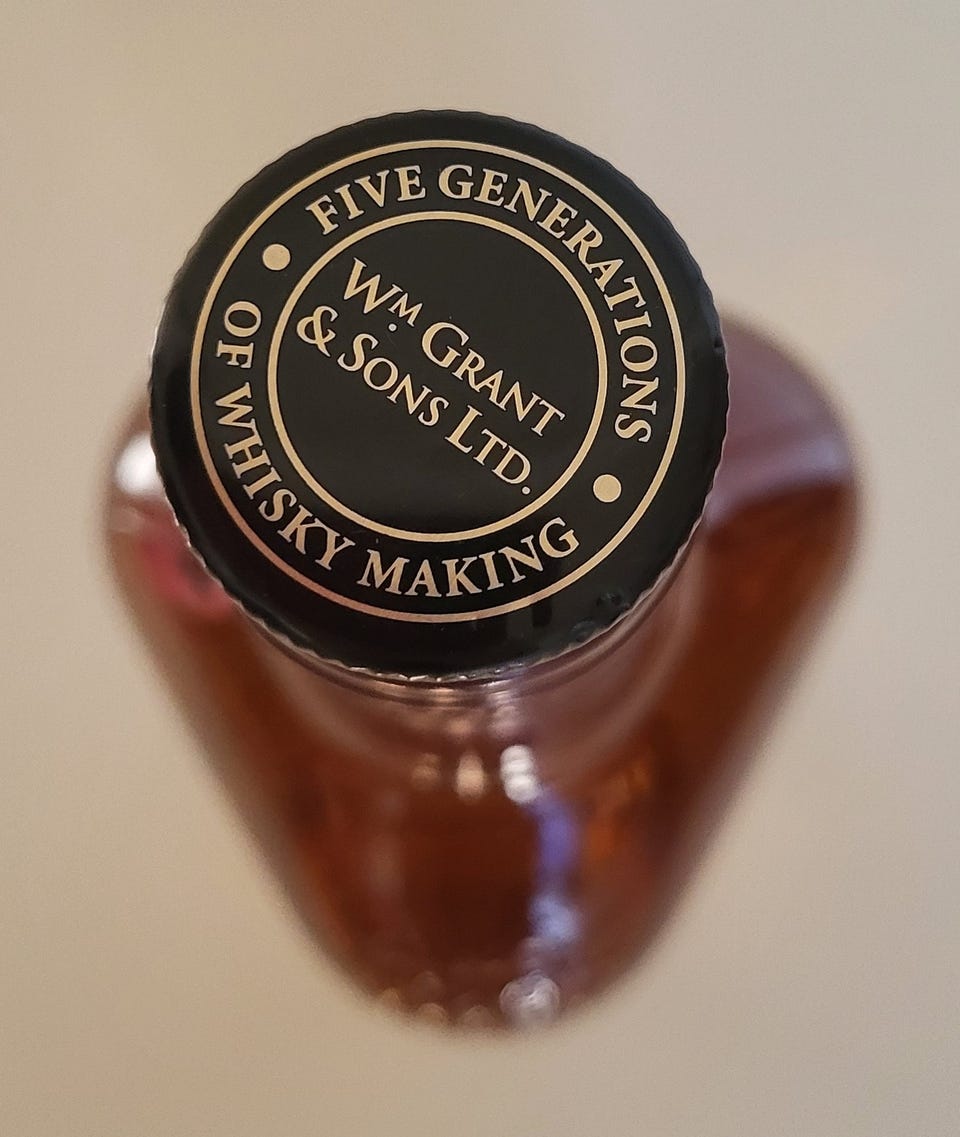 FIVE GENERATIONS
OF WHISKY MAKING
WM GRANT
& SONS LTD.